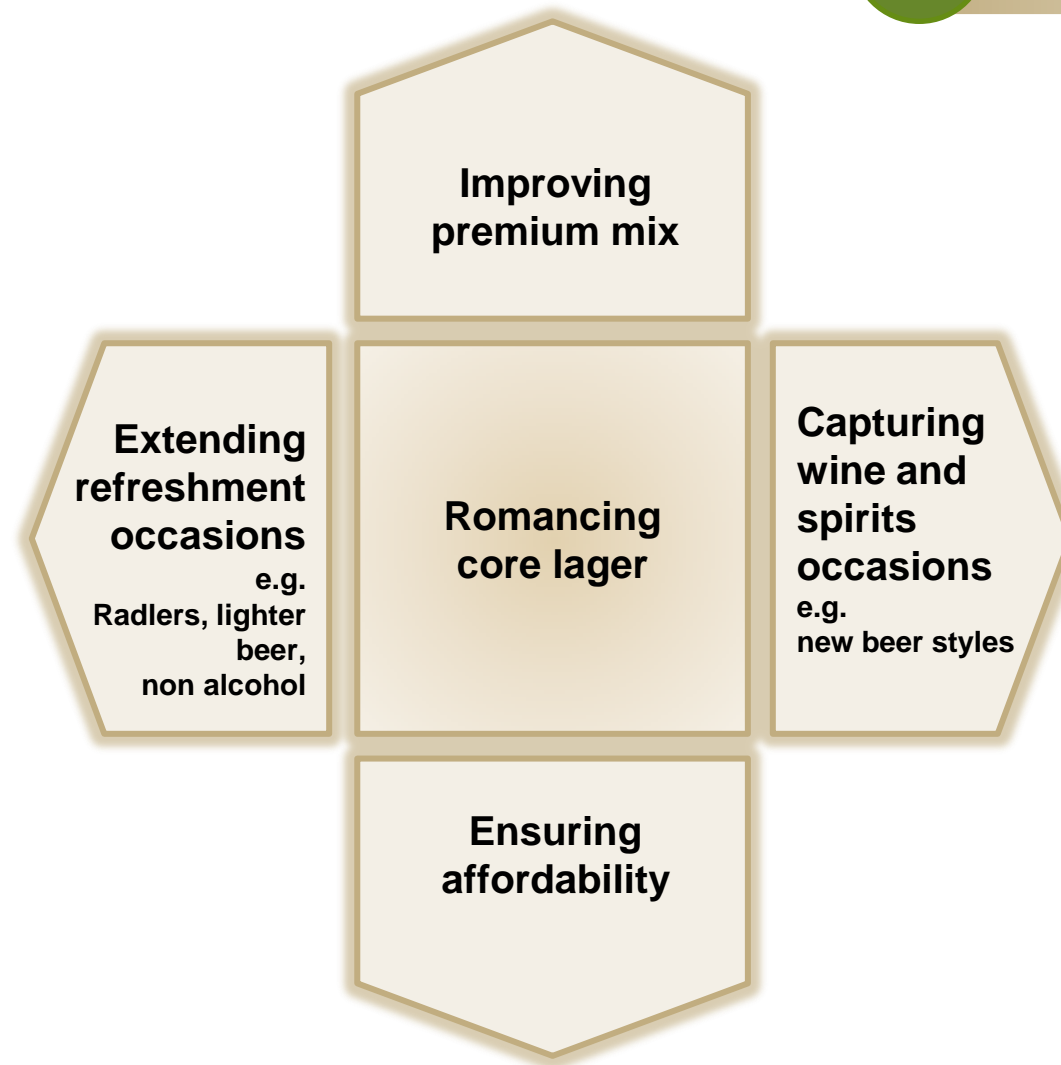 Improving
premium mix
Extending
refreshment
occasions
e.g.
Radlers, lighter
beer,
non alcohol
Romancing
core lager
Capturing
wine and
spirits
occasions
e.g.
new beer styles
Ensuring
affordability